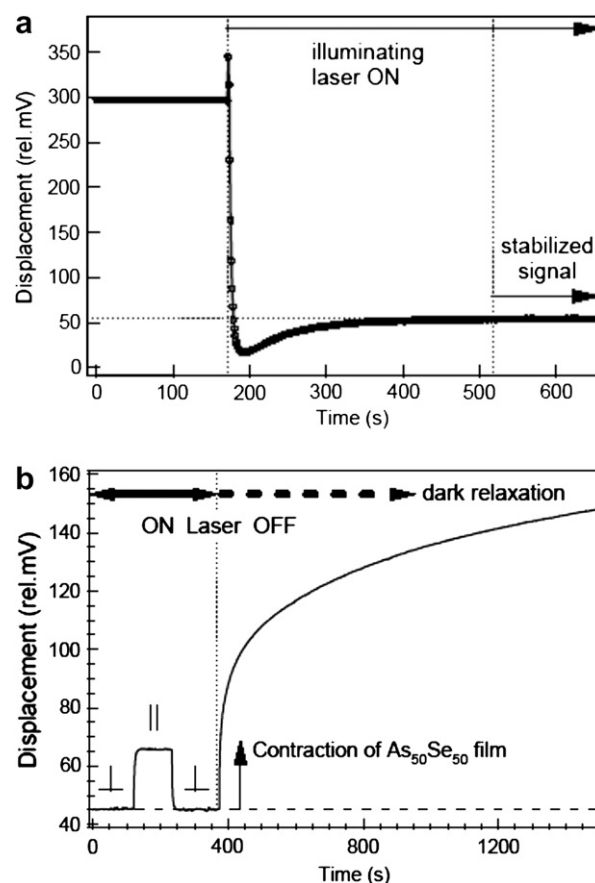 a
350
300
250
200
150
100
50
0
Displacement (rel.mV)
illuminating
laser ON
stabilized
signal
0 100 200 300 400 500 600
Time (s)
b
160
140
120
100
80
60
40
Displacement (rel.mV)
dark relaxation
ON Laser OFF
||
⊥ ⊥
Contraction of As₅₀Se₅₀ film
0 400 800 1200
Time (s)